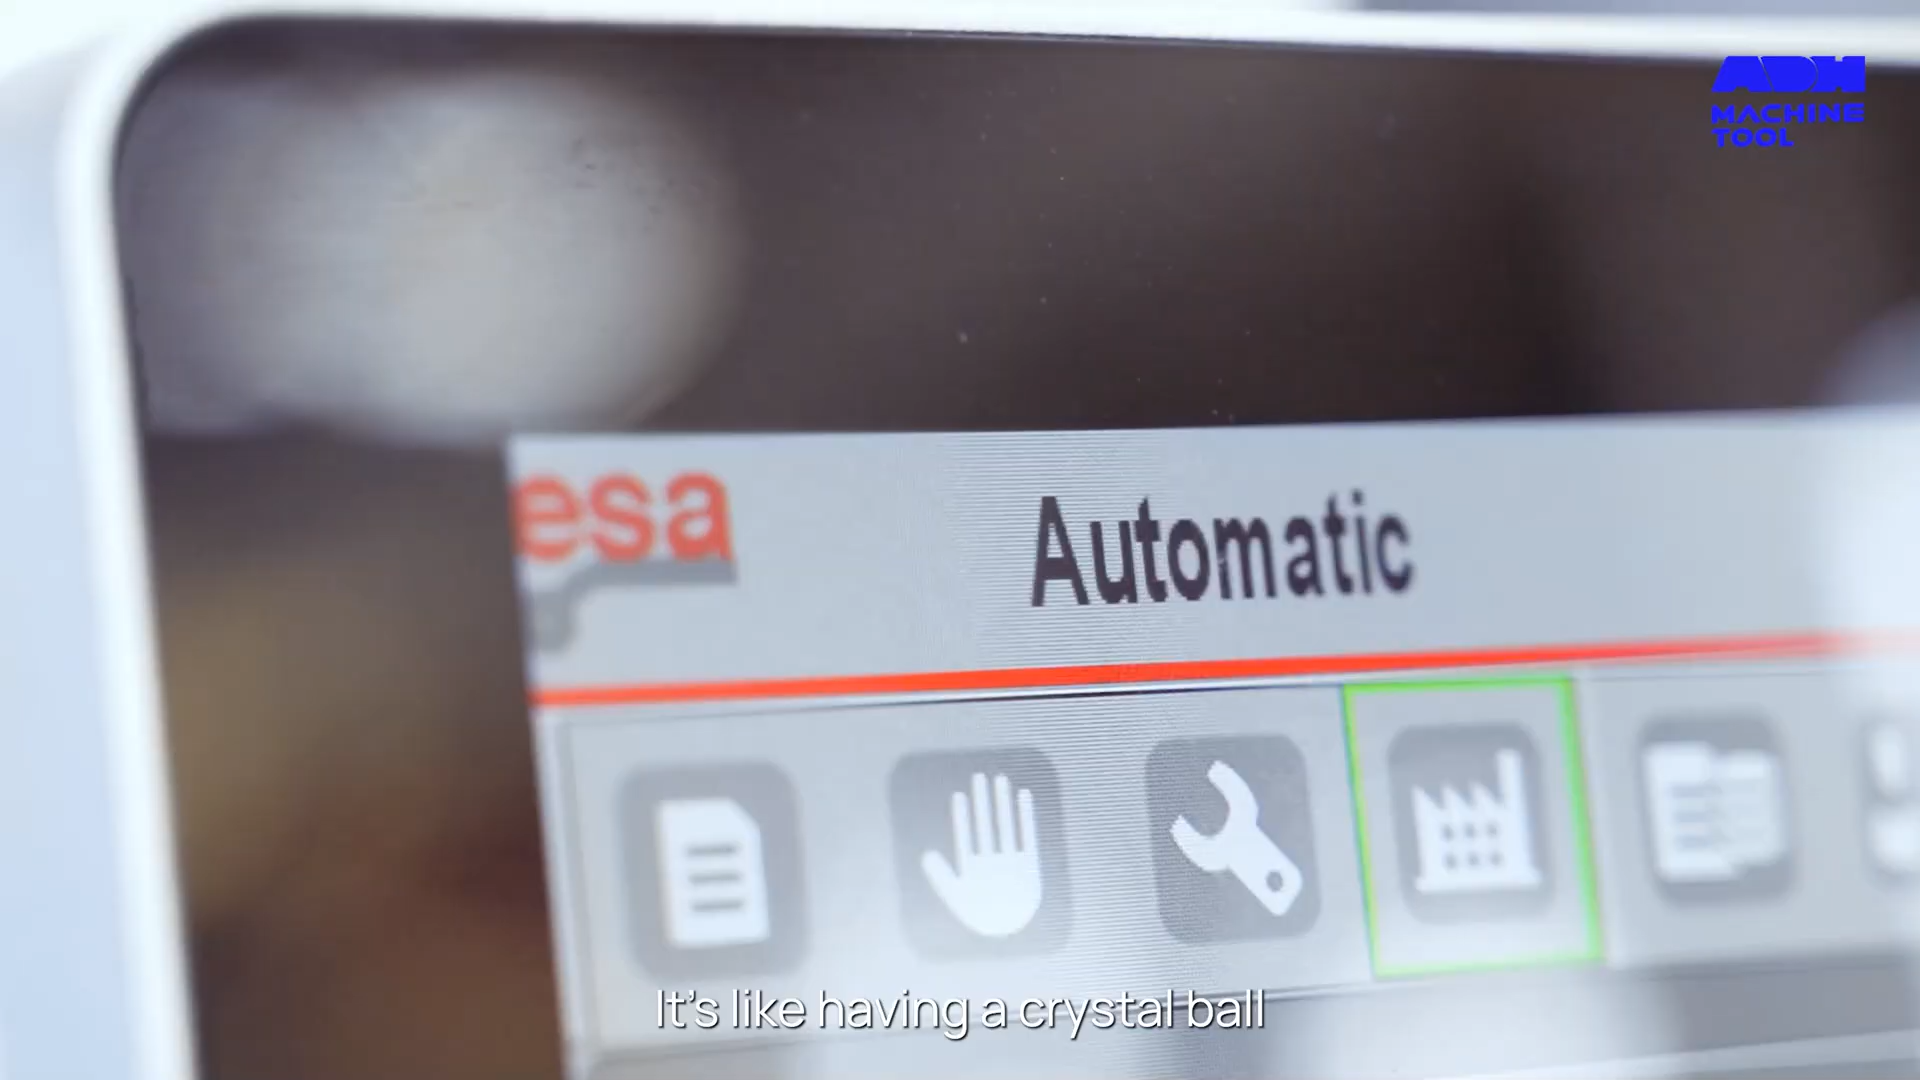 ADH
MACHINE
TOOL
esa
Automatic
It's like having a crystal ball